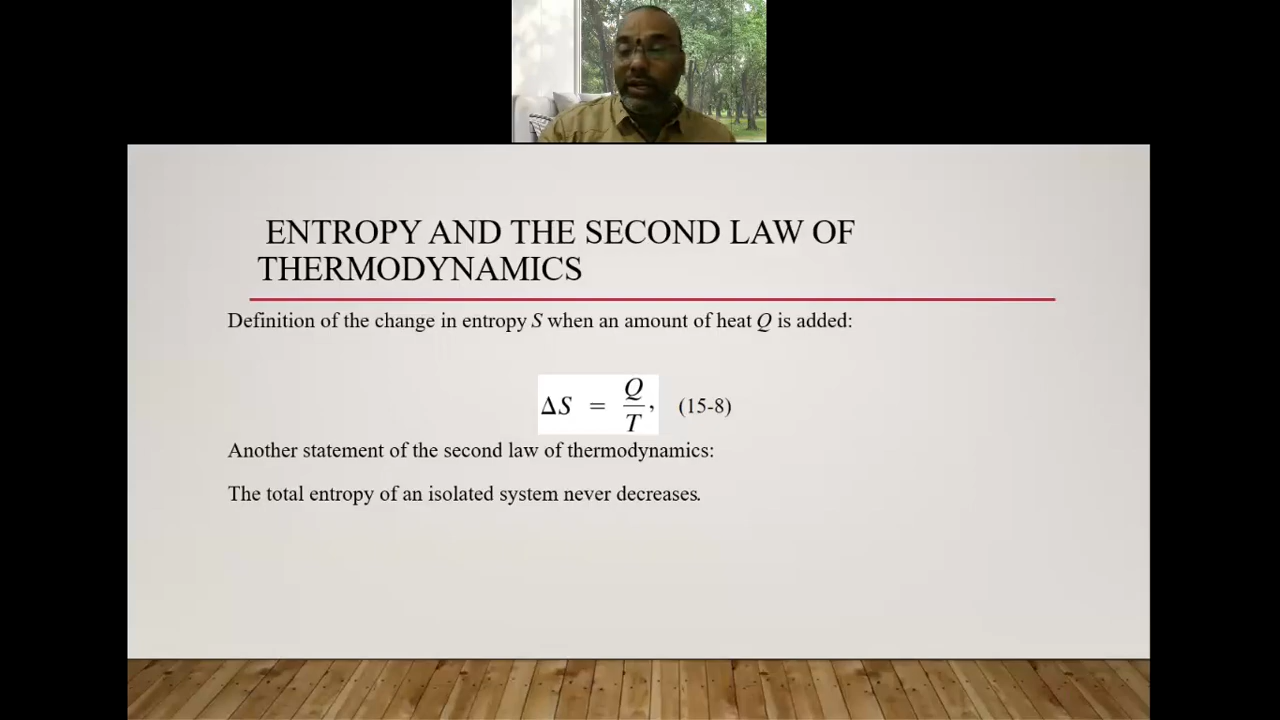 ENTROPY AND THE SECOND LAW OF
THERMODYNAMICS
Definition of the change in entropy S when an amount of heat Q is added:
ΔS = Q/T, (15-8)
Another statement of the second law of thermodynamics:
The total entropy of an isolated system never decreases.